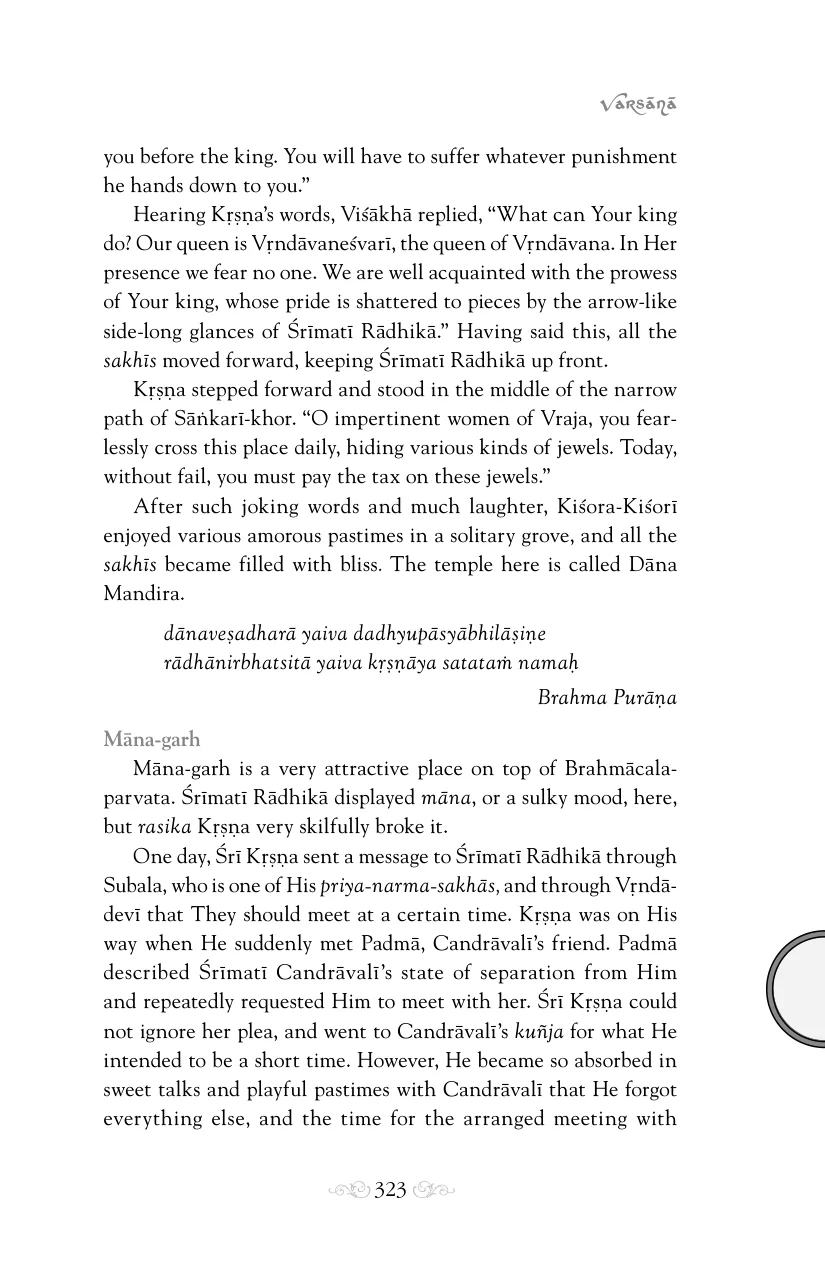 Varsāṇā
you before the king. You will have to suffer whatever punishment
he hands down to you.”
Hearing Kṛṣṇa’s words, Viśākhā replied, “What can Your king
do? Our queen is Vṛndāvaneśvarī, the queen of Vṛndāvana. In Her
presence we fear no one. We are well acquainted with the prowess
of Your king, whose pride is shattered to pieces by the arrow-like
side-long glances of Śrīmatī Rādhikā.” Having said this, all the
sakhīs moved forward, keeping Śrīmatī Rādhikā up front.
Kṛṣṇa stepped forward and stood in the middle of the narrow
path of Sāṅkarī-khor. “O impertinent women of Vraja, you fear-
lessly cross this place daily, hiding various kinds of jewels. Today,
without fail, you must pay the tax on these jewels.”
After such joking words and much laughter, Kiśora-Kiśorī
enjoyed various amorous pastimes in a solitary grove, and all the
sakhīs became filled with bliss. The temple here is called Dāna
Mandira.
dānaveṣadharā yaiva dadhyupāsyābhilāṣiṇe
rādhānirbhatsitā yaiva kṛṣṇāya satataṁ namaḥ
Brahma Purāṇa
Māna-garh
Māna-garh is a very attractive place on top of Brahmācala-
parvata. Śrīmatī Rādhikā displayed māna, or a sulky mood, here,
but rasika Kṛṣṇa very skilfully broke it.
One day, Śrī Kṛṣṇa sent a message to Śrīmatī Rādhikā through
Subala, who is one of His priya-narma-sakhās, and through Vṛndā-
devī that They should meet at a certain time. Kṛṣṇa was on His
way when He suddenly met Padmā, Candrāvalī’s friend. Padmā
described Śrīmatī Candrāvalī’s state of separation from Him
and repeatedly requested Him to meet with her. Śrī Kṛṣṇa could
not ignore her plea, and went to Candrāvalī’s kuñja for what He
intended to be a short time. However, He became so absorbed in
sweet talks and playful pastimes with Candrāvalī that He forgot
everything else, and the time for the arranged meeting with
323